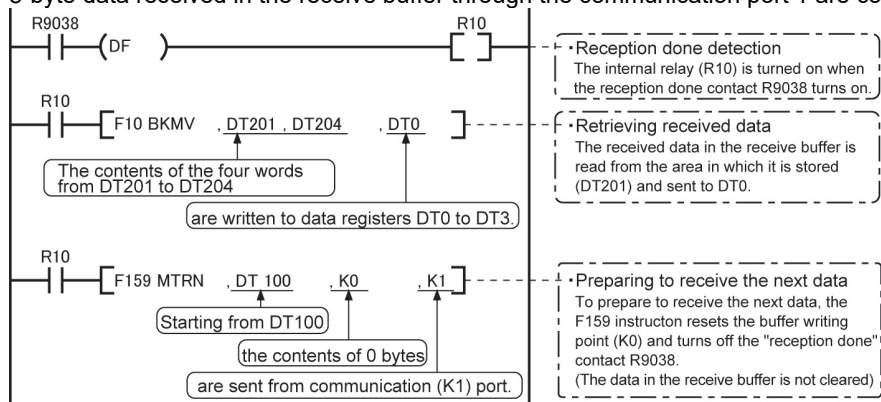 8-byte data received in the receive buffer through the communication port 1 are co
R9038
R10
DF
·Reception done detection
The internal relay (R10) is turned on when
the reception done contact R9038 turns on.
R10
F10 BKMV , DT201 , DT204 , DT0
·Retrieving received data
The received data in the receive buffer is
read from the area in which it is stored
(DT201) and sent to DT0.
The contents of the four words
from DT201 to DT204
are written to data registers DT0 to DT3.
R10
F159 MTRN , DT 100 , K0 , K1
·Preparing to receive the next data
To prepare to receive the next data, the
F159 instructon resets the buffer writing
point (K0) and turns off the "reception done"
contact R9038.
(The data in the receive buffer is not cleared)
Starting from DT100
the contents of 0 bytes
are sent from communication (K1) port.